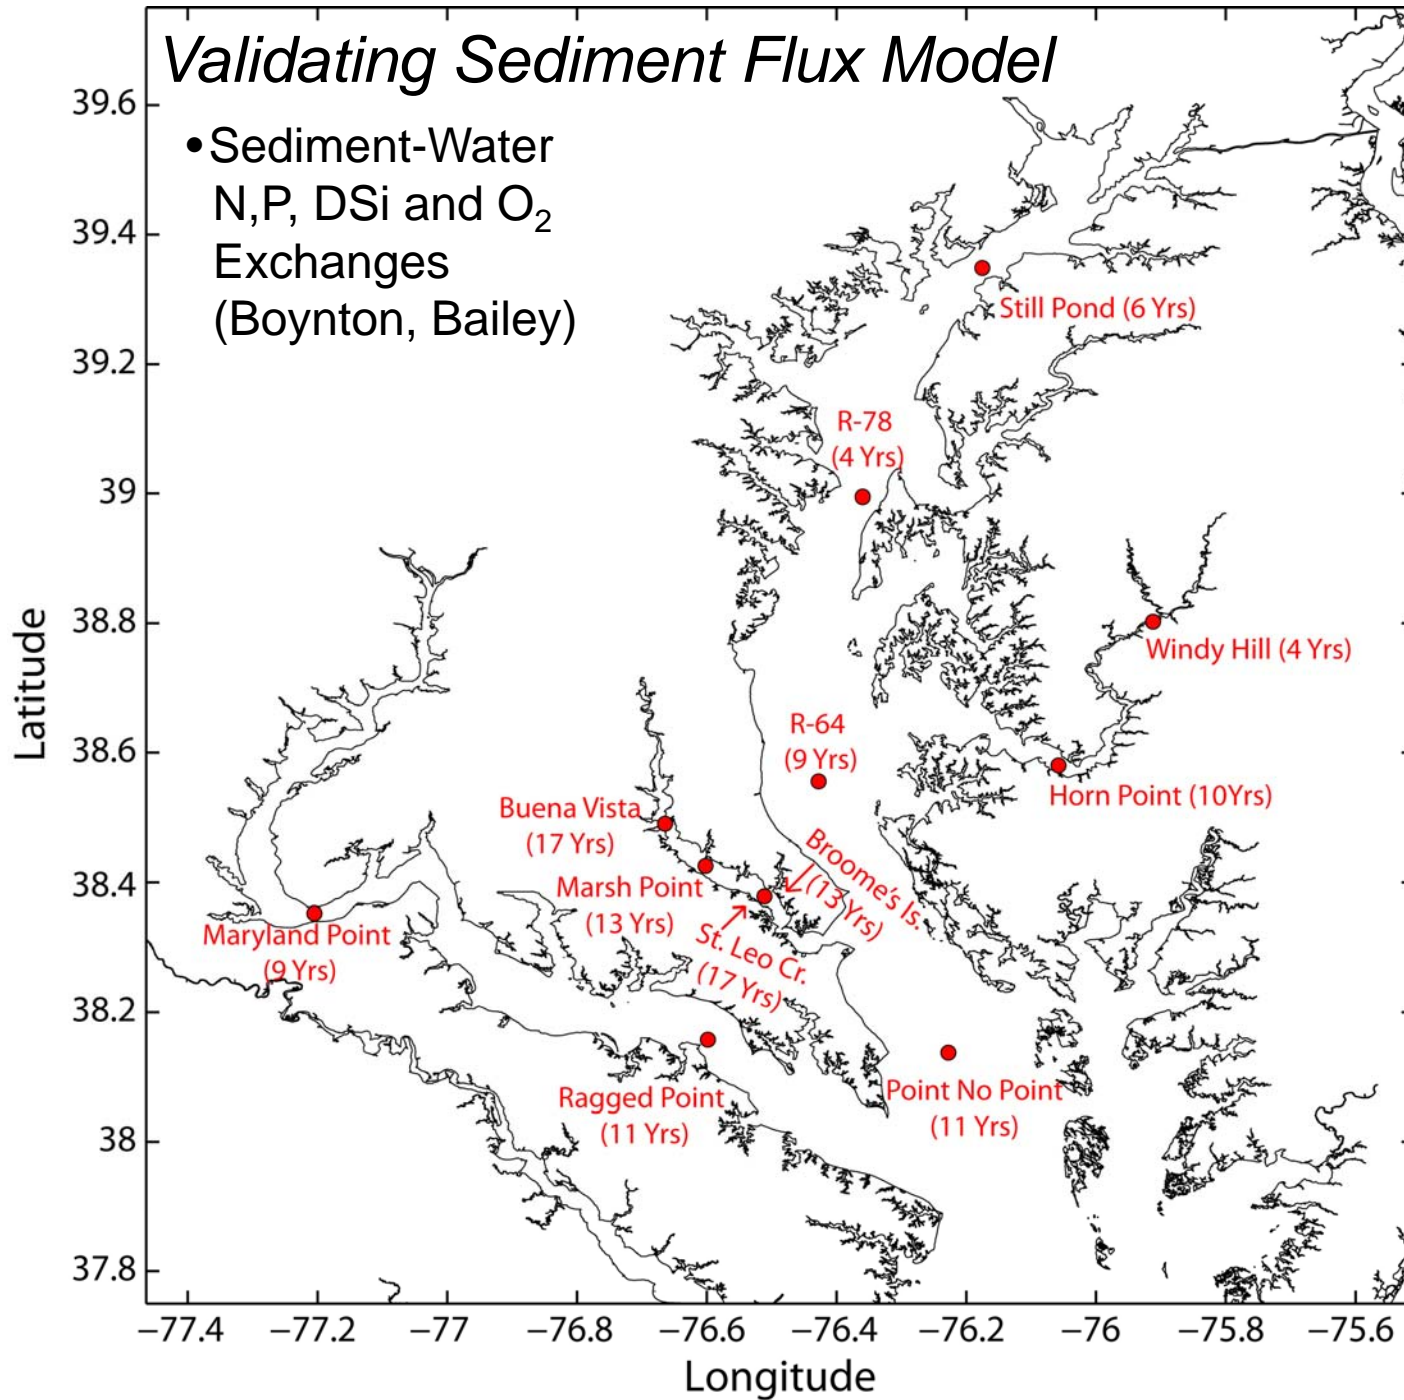 Validating Sediment Flux Model
•Sediment-Water
N,P, DSi and O₂
Exchanges
(Boynton, Bailey)
Still Pond (6 Yrs)
R-78
(4 Yrs)
Windy Hill (4 Yrs)
R-64
(9 Yrs)
Horn Point (10Yrs)
Buena Vista
(17 Yrs)
Broome's Is.
(13 Yrs)
Marsh Point
(13 Yrs)
St. Leo Cr.
(17 Yrs)
Maryland Point
(9 Yrs)
Ragged Point
(11 Yrs)
Point No Point
(11 Yrs)
Latitude
39.6
39.4
39.2
39
38.8
38.6
38.4
38.2
38
37.8
−77.4 −77.2 −77 −76.8 −76.6 −76.4 −76.2 −76 −75.8 −75.6
Longitude